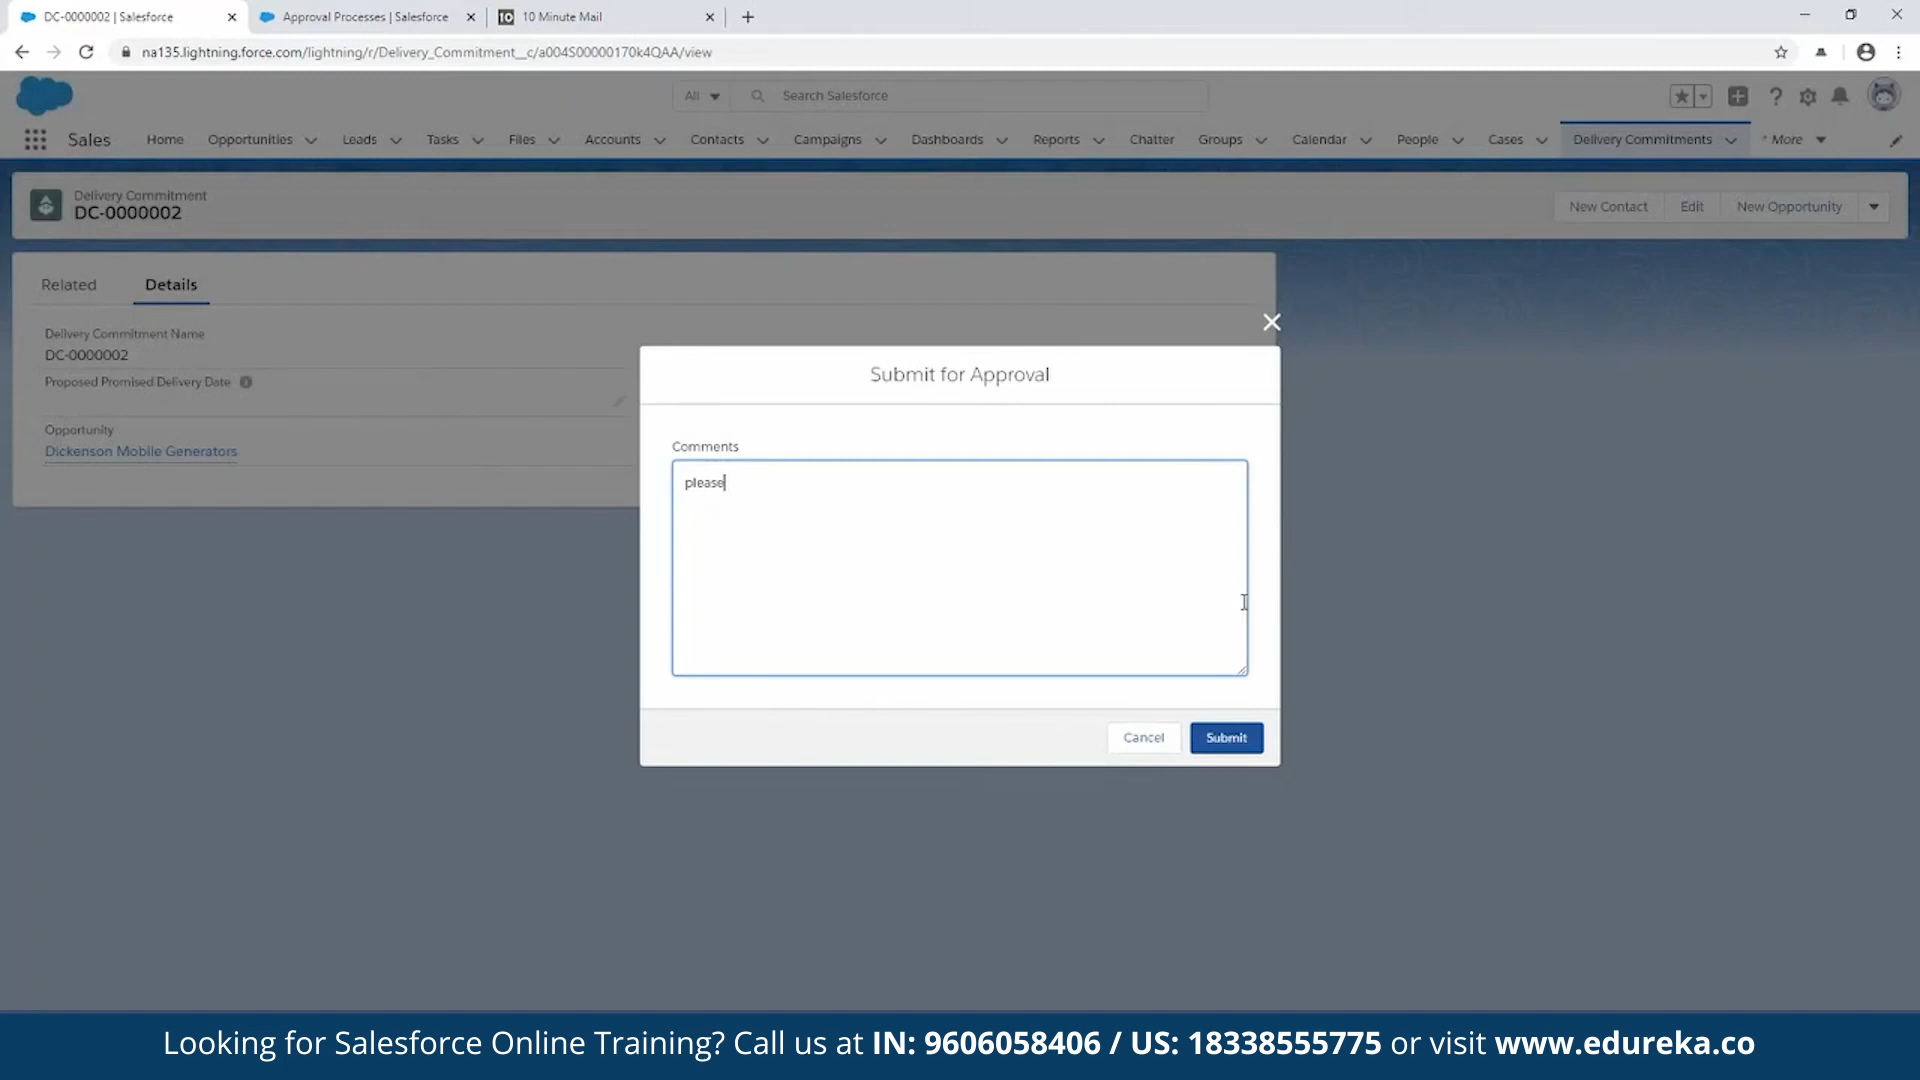 DC-0000002 | Salesforce
Approval Processes | Salesforce
10 10 Minute Mail
na135.lightning.force.com/lightning/r/Delivery_Commitment__c/a004S00000170k4QAA/view
All Search Salesforce
Sales Home Opportunities Leads Tasks Files Accounts Contacts Campaigns Dashboards Reports Chatter Groups Calendar People Cases Delivery Commitments * More
Delivery Commitment
DC-0000002
New Contact Edit New Opportunity
Related Details
Delivery Commitment Name
DC-0000002
Proposed Promised Delivery Date
Opportunity
Dickenson Mobile Generators
Submit for Approval
Comments
please
Cancel Submit
Looking for Salesforce Online Training? Call us at IN: 9606058406 / US: 18338555775 or visit www.edureka.co